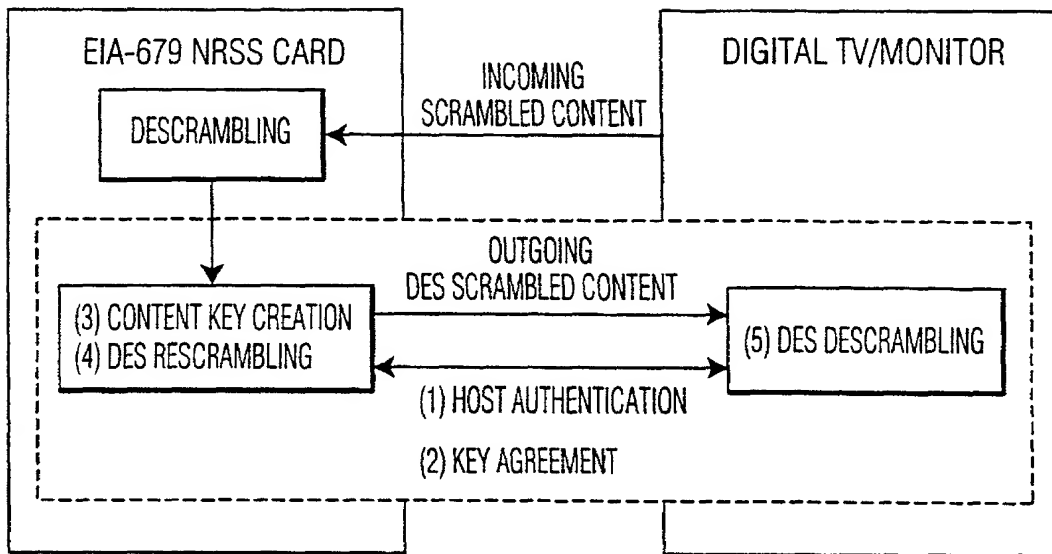 EIA-679 NRSS CARD
DIGITAL TV/MONITOR
INCOMING
SCRAMBLED CONTENT
DESCRAMBLING
OUTGOING
DES SCRAMBLED CONTENT
(3) CONTENT KEY CREATION
(4) DES RESCRAMBLING
(5) DES DESCRAMBLING
(1) HOST AUTHENTICATION
(2) KEY AGREEMENT